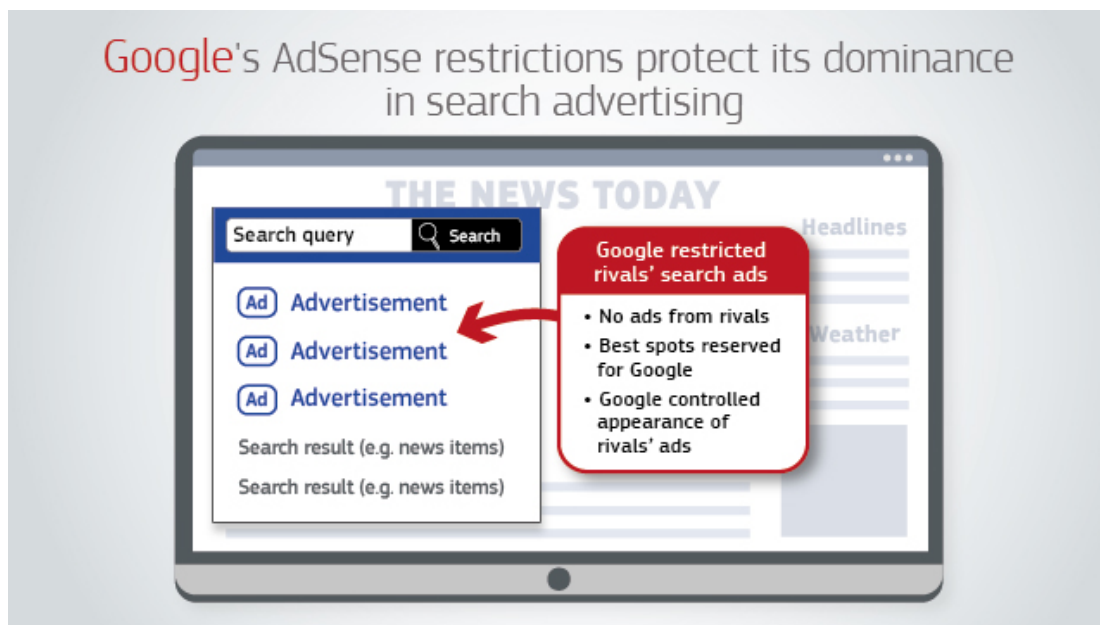 Google's AdSense restrictions protect its dominance
in search advertising
THE NEWS TODAY
Search query
Search
Ad Advertisement
Ad Advertisement
Ad Advertisement
Search result (e.g. news items)
Search result (e.g. news items)
Google restricted
rivals' search ads
• No ads from rivals
• Best spots reserved
for Google
• Google controlled
appearance of
rivals' ads
Headlines
Weather